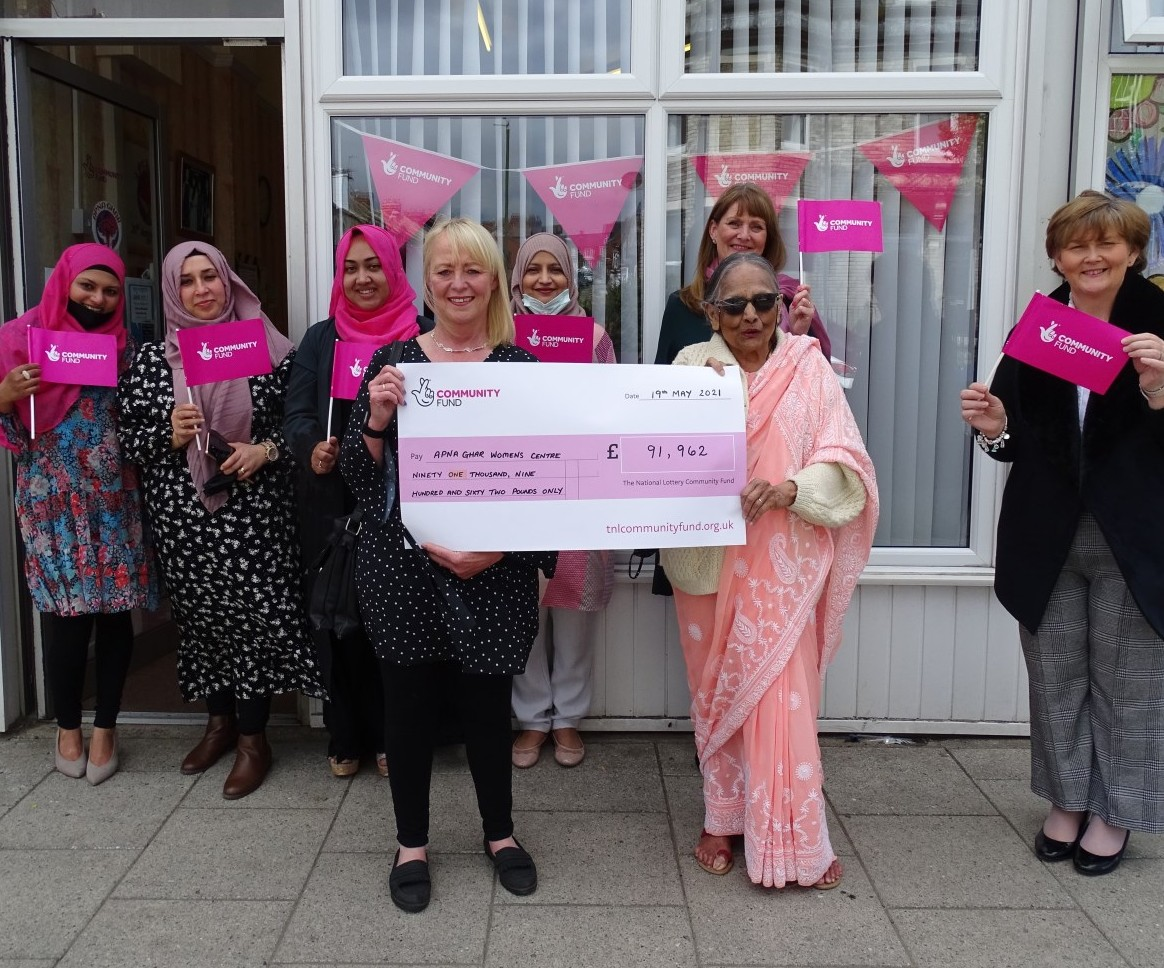 COMMUNITY
FUND
COMMUNITY
FUND
COMMUNITY
FUND
COMMUNITY
FUND
COMMUNITY
FUND
COMMUNITY
FUND
COMMUNITY
FUND
COMMUNITY
FUND
COMMUNITY
FUND
COMMUNITY
FUND
COMMUNITY
FUND
Date 19TH MAY 2021
Pay APNA GHAR WOMENS CENTRE
£ 91,962
NINETY ONE THOUSAND, NINE
HUNDRED AND SIXTY TWO POUNDS ONLY
The National Lottery Community Fund
tnlcommunityfund.org.uk